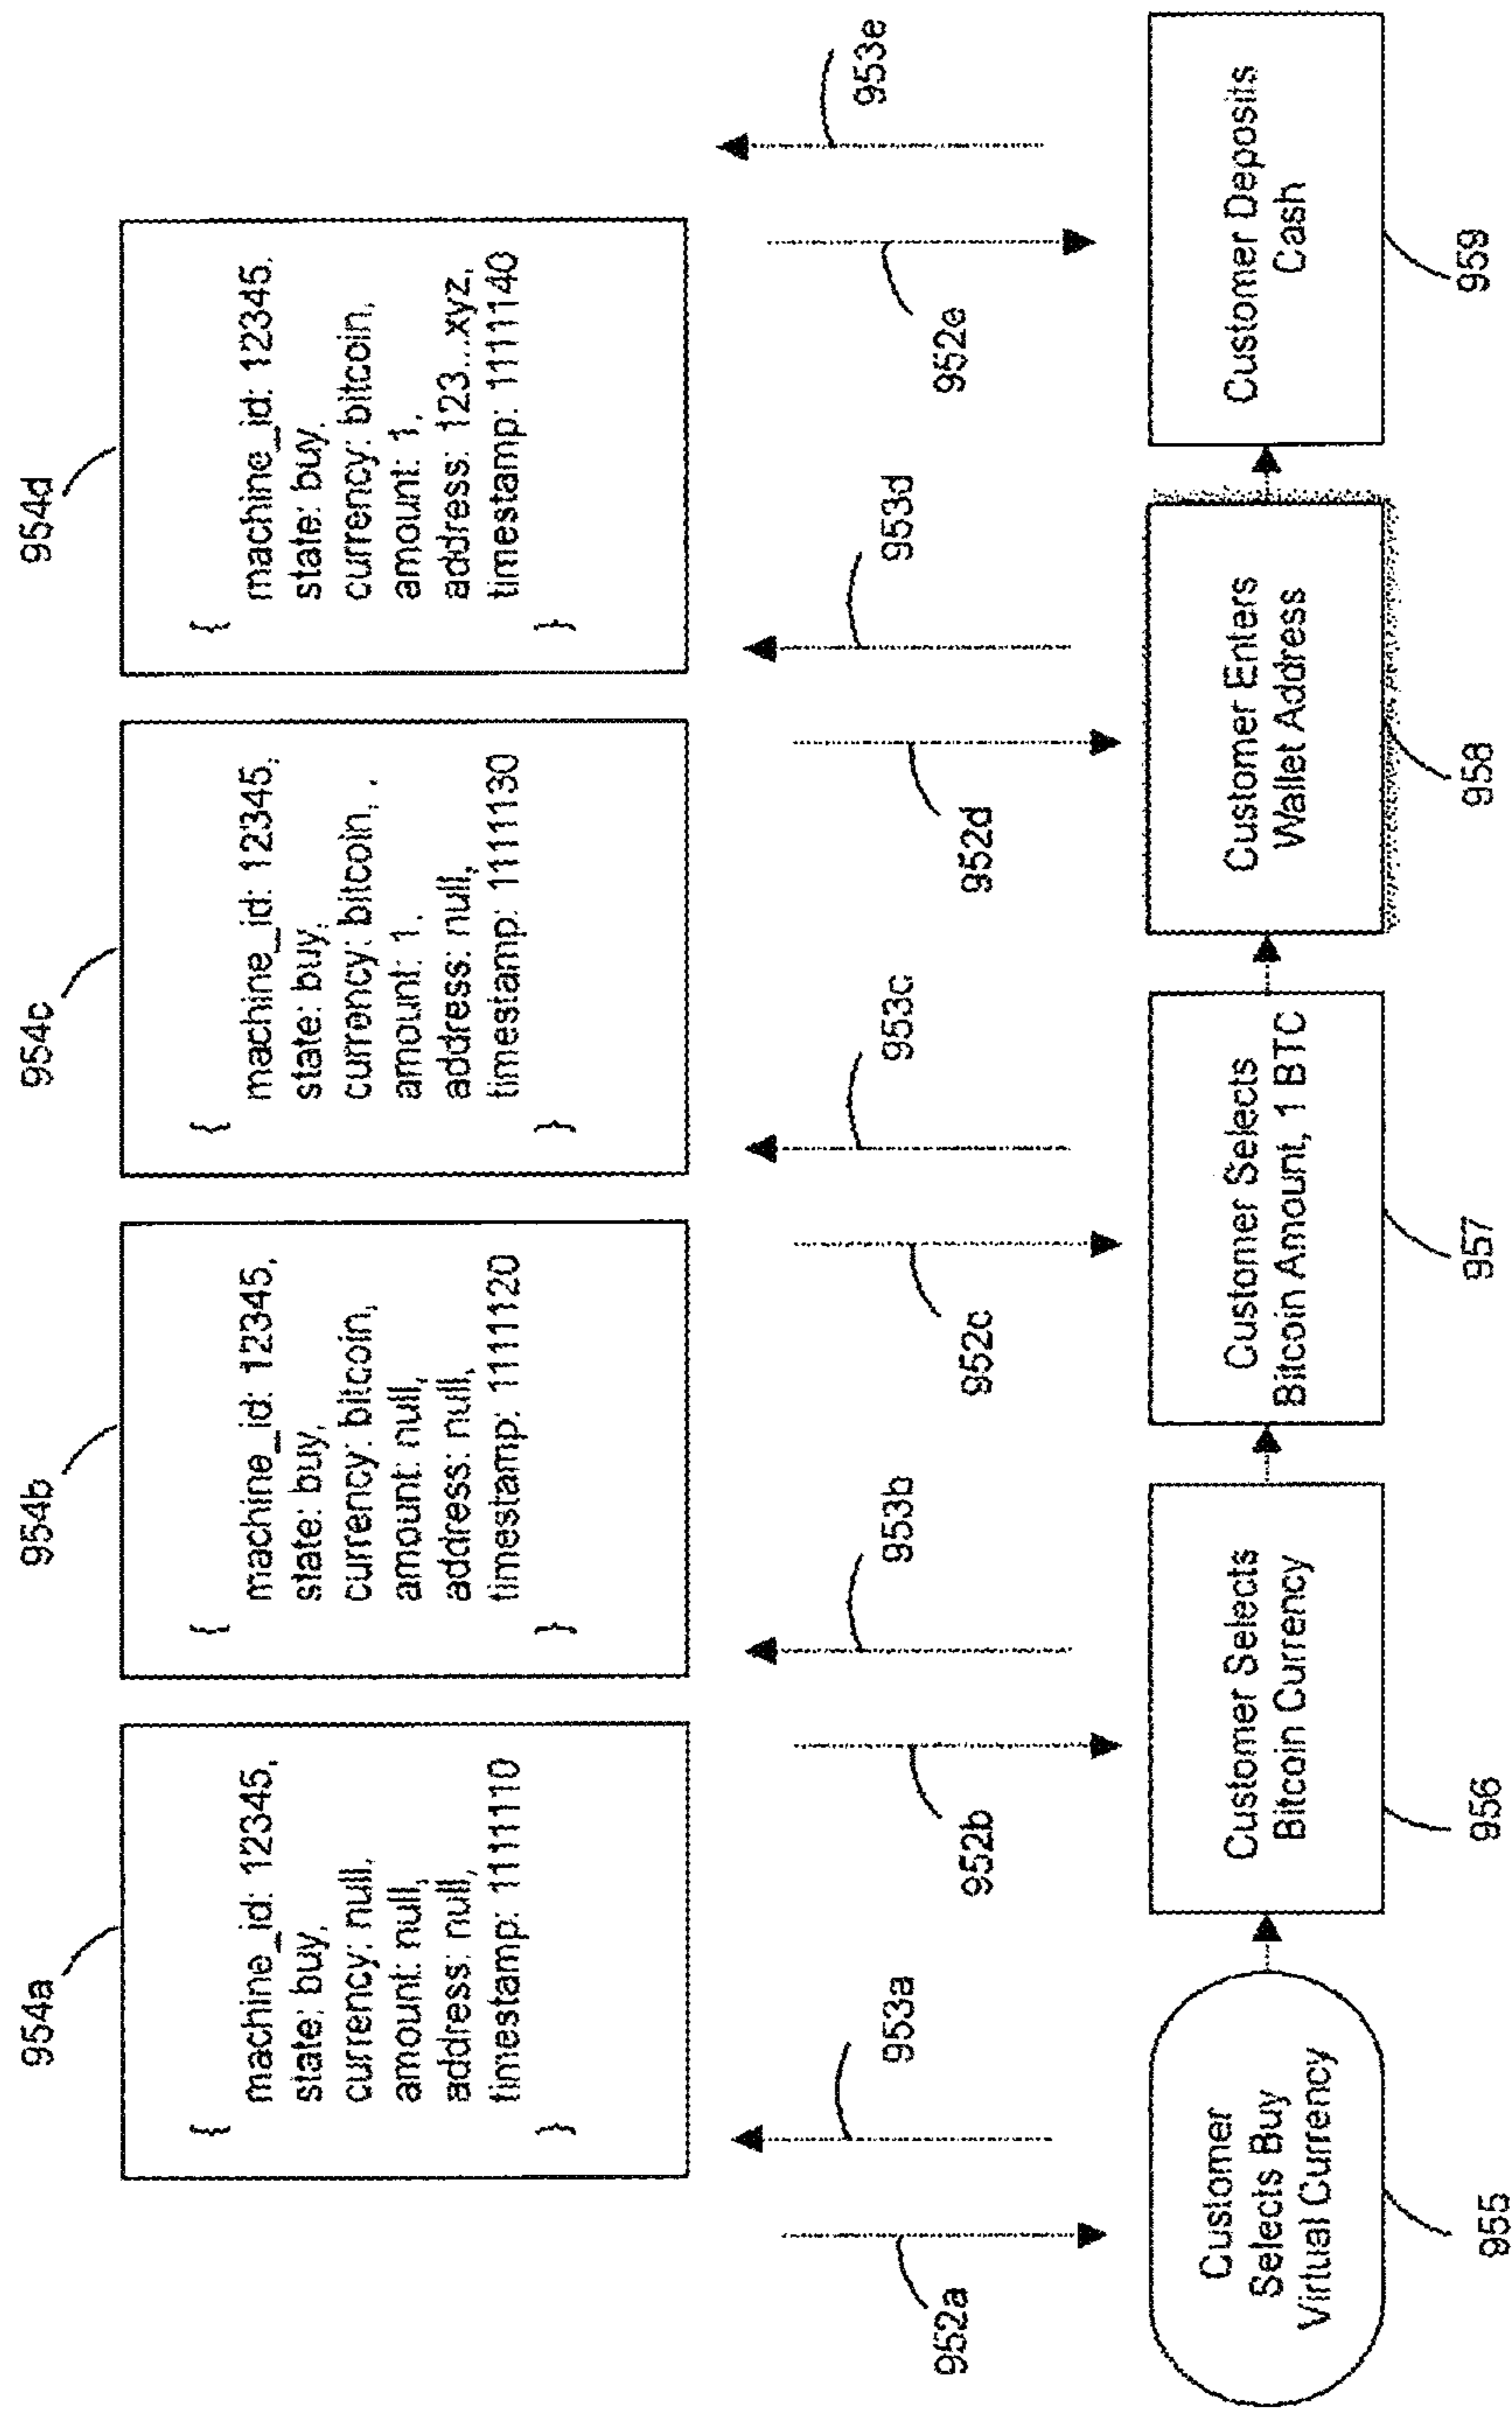 954a
954b
954c
954d
{
machine_id: 12345,
state: buy,
currency: null,
amount: null,
address: null,
timestamp: 1111110
}
{
machine_id: 12345,
state: buy,
currency: bitcoin,
amount: null,
address: null,
timestamp: 1111120
}
{
machine_id: 12345,
state: buy,
currency: bitcoin, ,
amount: 1,
address: null,
timestamp: 1111130
}
{
machine_id: 12345,
state: buy,
currency: bitcoin,
amount: 1,
address: 123...xyz,
timestamp: 1111140
}
952a
953a
952b
953b
952c
953c
952d
953d
952e
953e
Customer
Selects Buy
Virtual Currency
Customer Selects
Bitcoin Currency
Customer Selects
Bitcoin Amount, 1 BTC
Customer Enters
Wallet Address
Customer Deposits
Cash
955
956
957
958
959